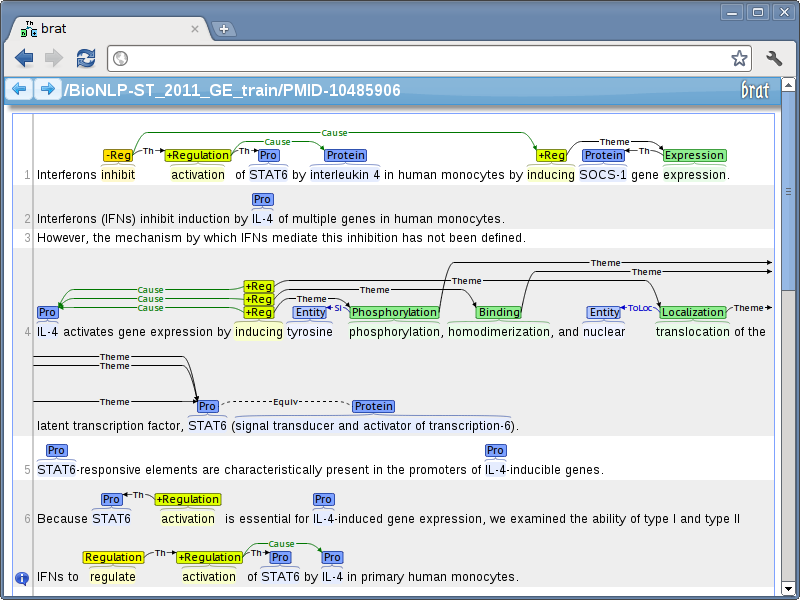 brat
/BioNLP-ST_2011_GE_train/PMID-10485906 brat
Cause
Cause Theme
-Reg Th +Regulation Th Pro Protein +Reg Protein Th Expression
1 Interferons inhibit activation of STAT6 by interleukin 4 in human monocytes by inducing SOCS-1 gene expression.
Pro
2 Interferons (IFNs) inhibit induction by IL-4 of multiple genes in human monocytes.
3 However, the mechanism by which IFNs mediate this inhibition has not been defined.
Theme
Theme
Theme
Cause +Reg Theme
Cause +Reg Theme
Pro Cause +Reg Entity Si Phosphorylation Binding Entity ToLoc Localization Theme
4 IL-4 activates gene expression by inducing tyrosine phosphorylation, homodimerization, and nuclear translocation of the
Theme
Theme
Theme Pro Equiv Protein
latent transcription factor, STAT6 (signal transducer and activator of transcription-6).
Pro Pro
5 STAT6-responsive elements are characteristically present in the promoters of IL-4-inducible genes.
Pro Th +Regulation Pro
6 Because STAT6 activation is essential for IL-4-induced gene expression, we examined the ability of type I and type II
Cause
Regulation Th +Regulation Th Pro Pro
IFNs to regulate activation of STAT6 by IL-4 in primary human monocytes.